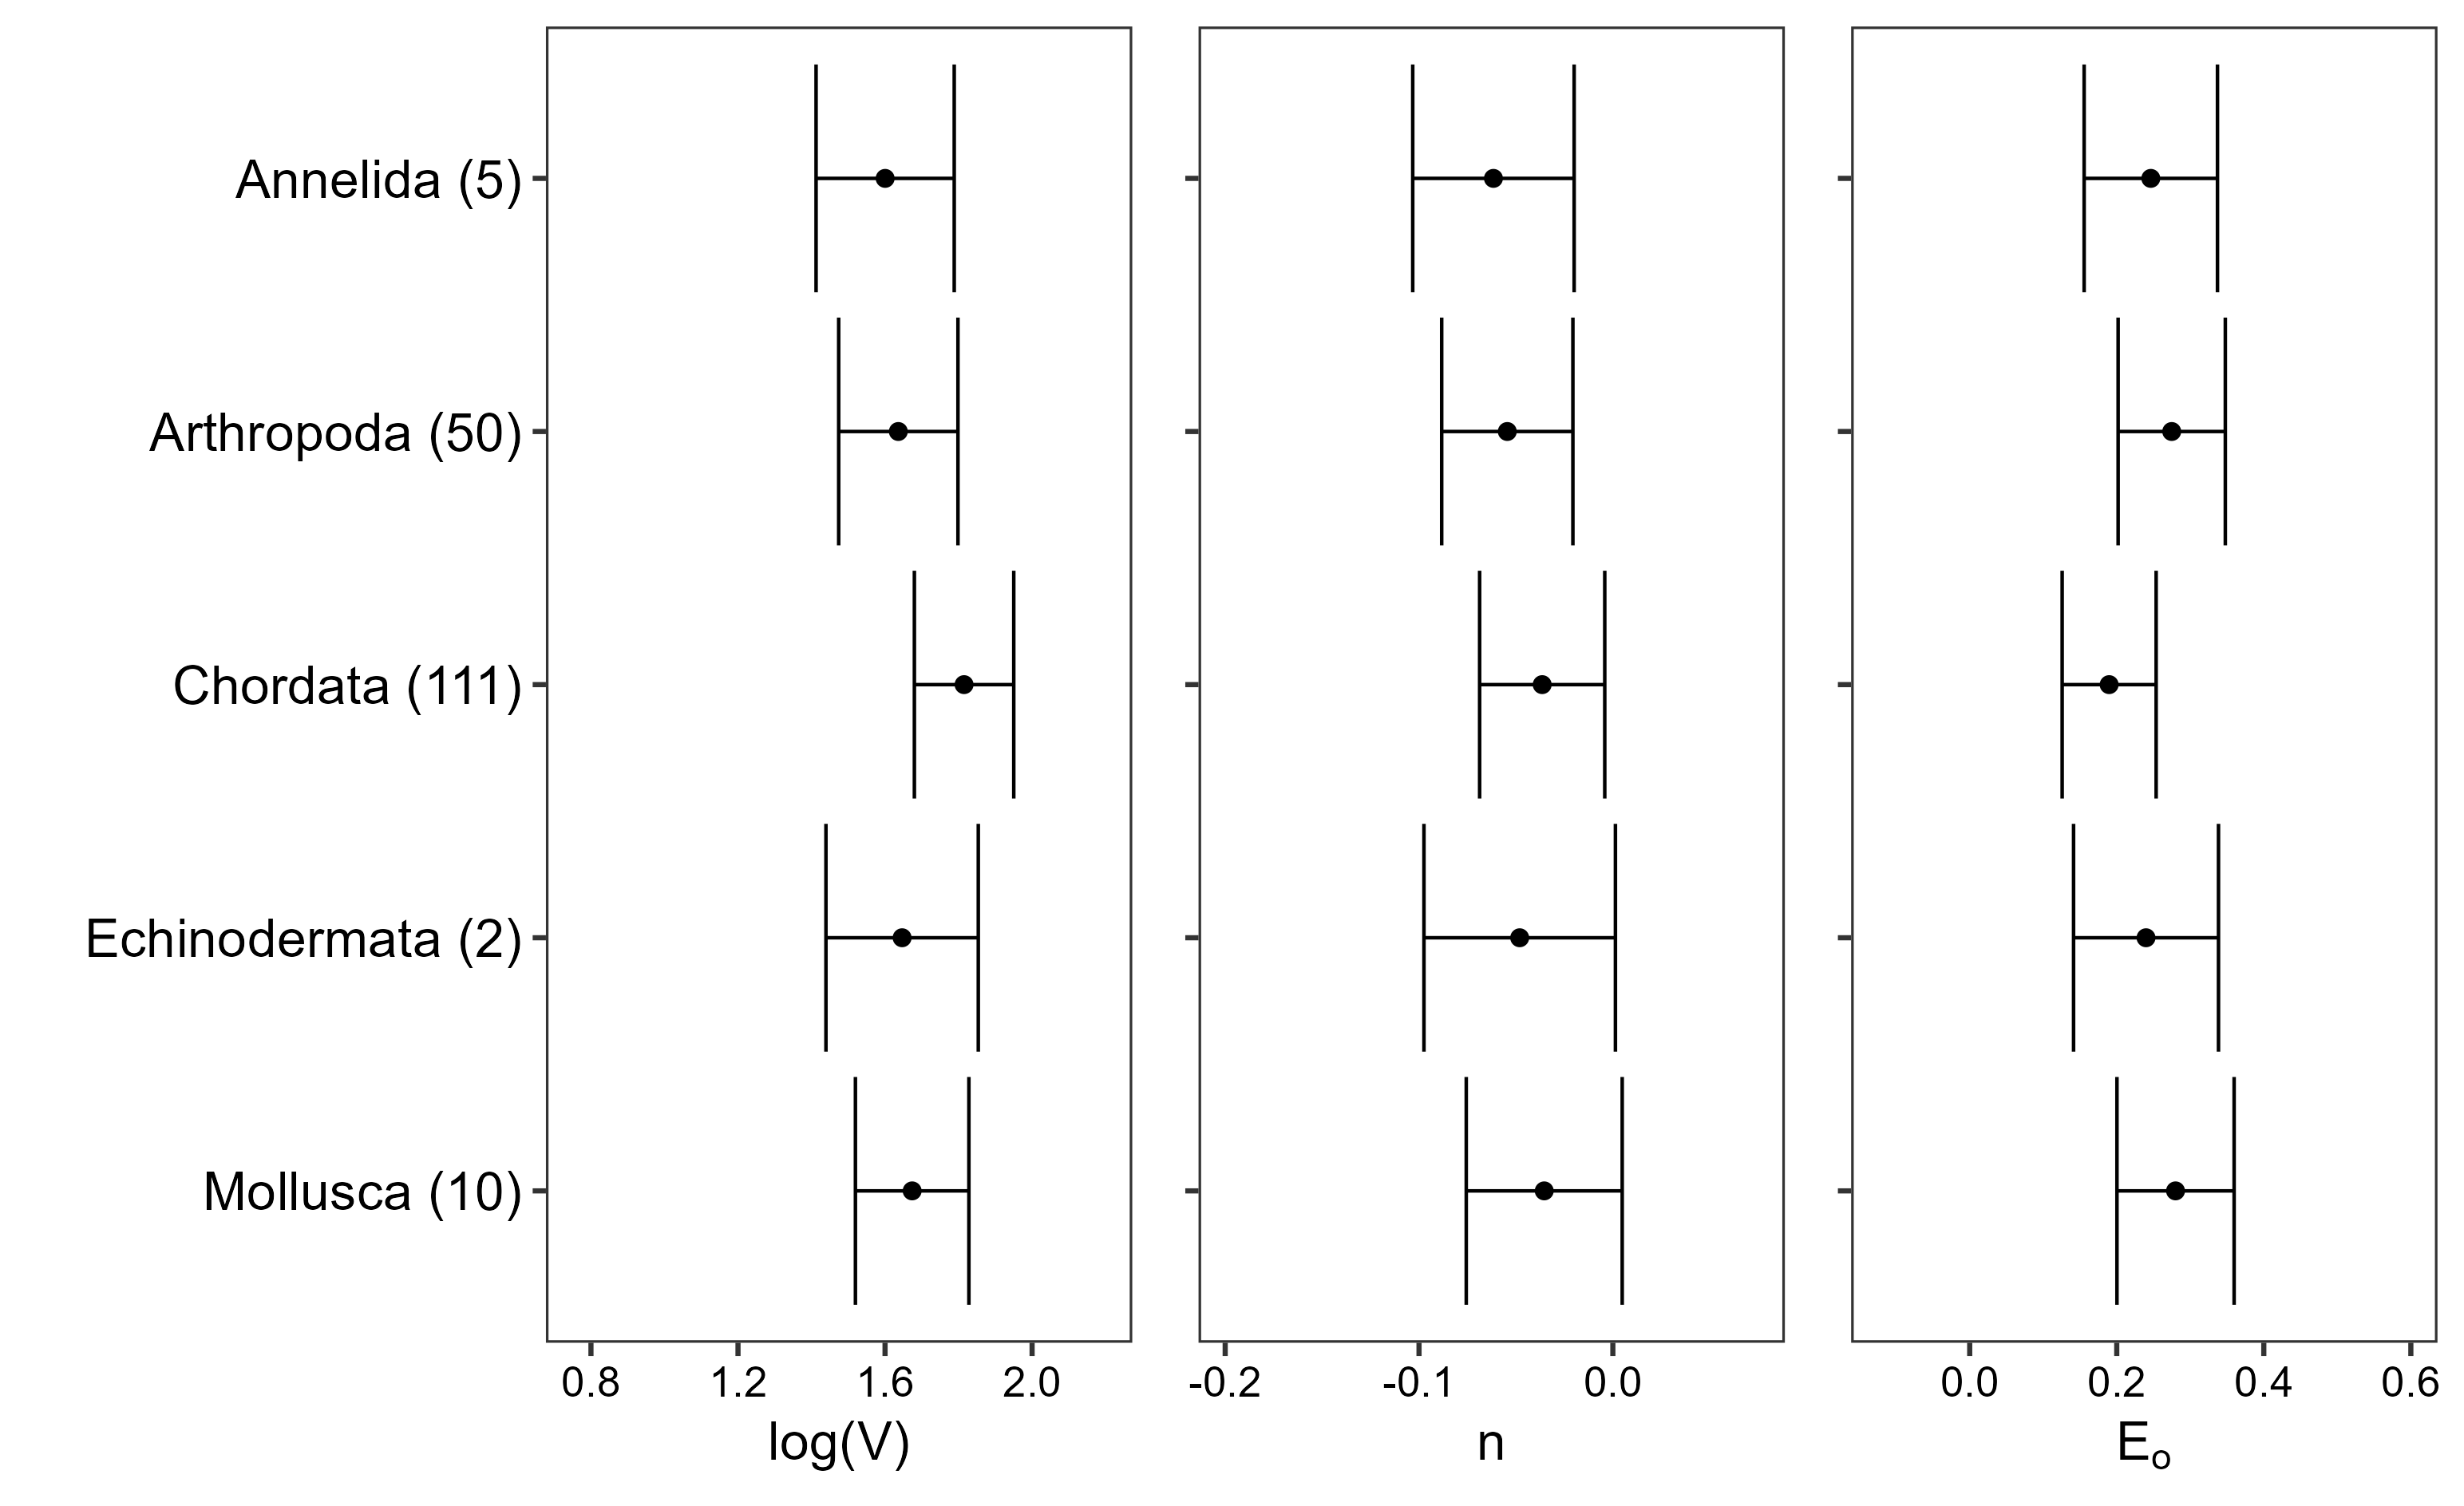 Annelida (5)
Arthropoda (50)
Chordata (111)
Echinodermata (2)
Mollusca (10)
0.8 1.2 1.6 2.0
log(V)
-0.2 -0.1 0.0
n
0.0 0.2 0.4 0.6
Eo